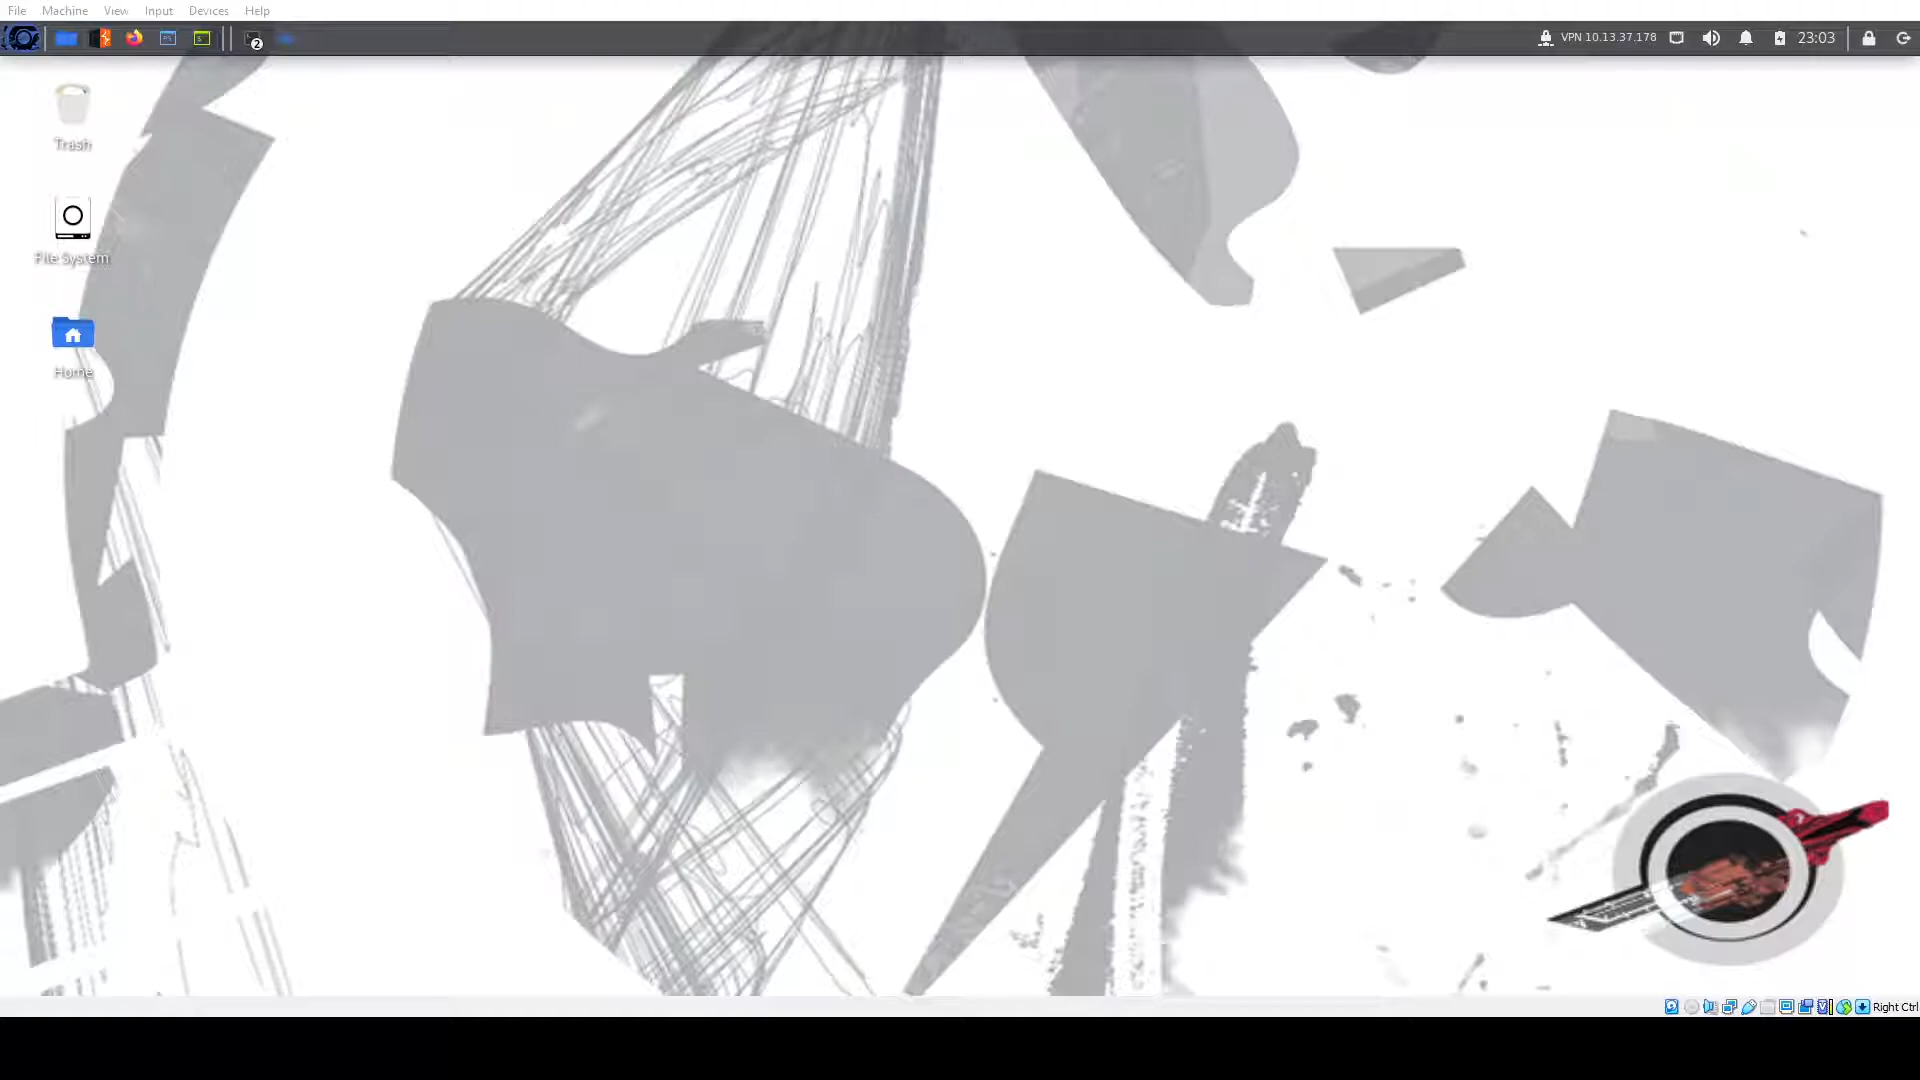 File Machine View Input Devices Help
2 VPN 10.13.37.178 23:03
Trash
File System
Home
Right Ctrl